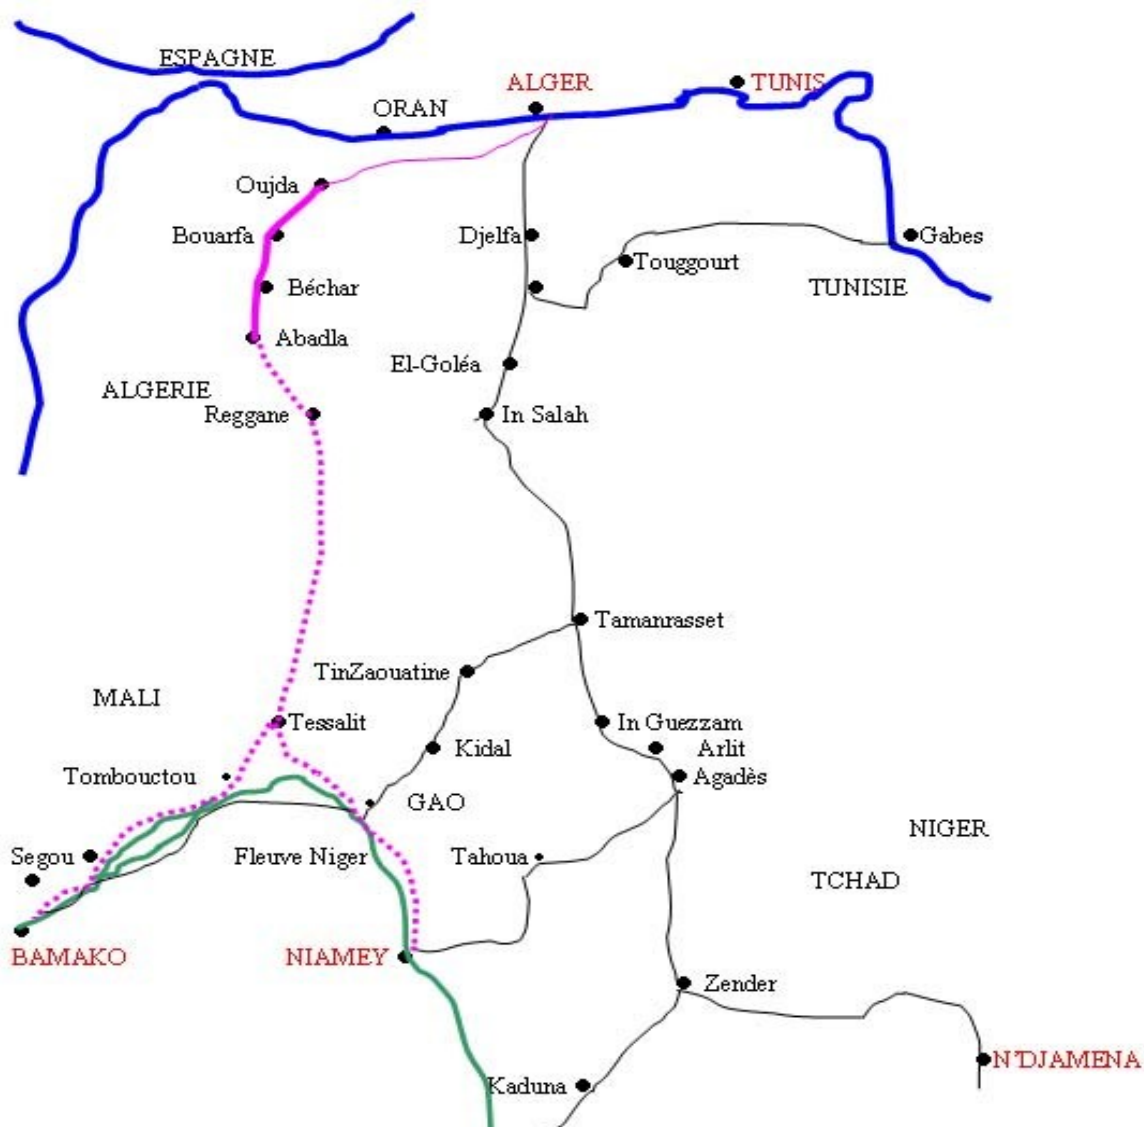 ESPAGNE
ALGER
TUNIS
ORAN
Oujda
Bouarfa
Djelfa
Gabes
Touggourt
Béchar
TUNISIE
Abadla
El-Goléa
ALGERIE
Reggane
In Salah
Tamanrasset
TinZaouatine
MALI
Tessalit
In Guezzam
Kidal
Arlit
Tombouctou
Agadès
GAO
NIGER
Segou
Fleuve Niger
Tahoua
TCHAD
BAMAKO
NIAMEY
Zender
N'DJAMENA
Kaduna